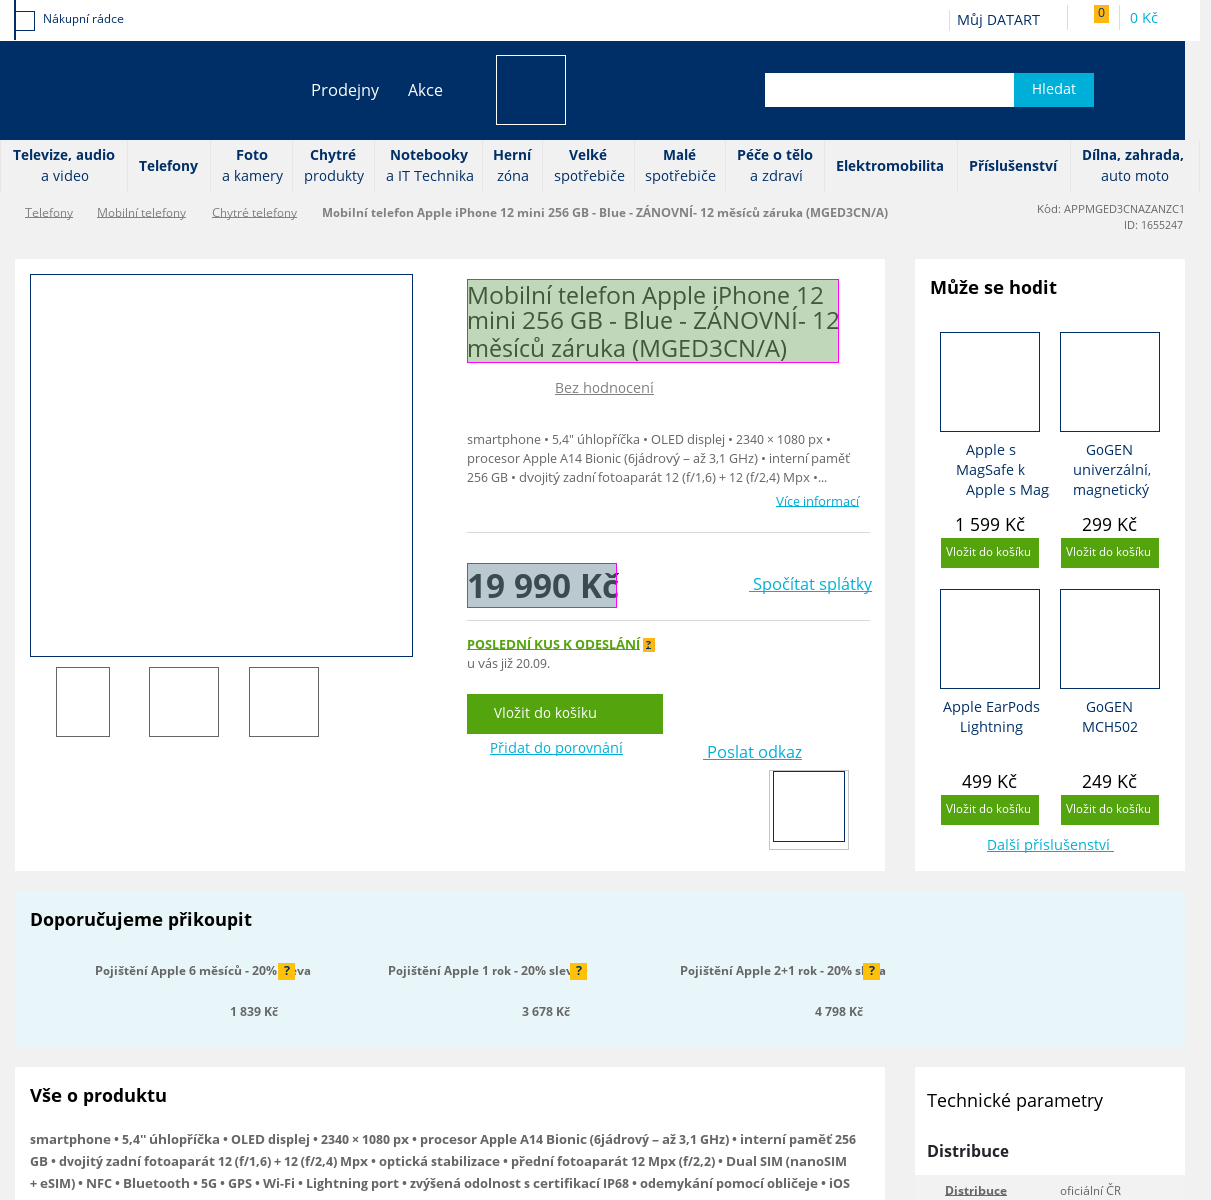 Nákupní rádce
Můj DATART
0
0 Kč
Prodejny
Akce
Hledat
Televize, audio
a video
Telefony
Foto
a kamery
Chytré
produkty
Notebooky
a IT Technika
Herní
zóna
Velké
spotřebiče
Malé
spotřebiče
Péče o tělo
a zdraví
Elektromobilita
Příslušenství
Dílna, zahrada,
auto moto
Telefony
Mobilní telefony
Chytré telefony
Mobilní telefon Apple iPhone 12 mini 256 GB - Blue - ZÁNOVNÍ- 12 měsíců záruka (MGED3CN/A)
Kód: APPMGED3CNAZANZC1
ID: 1655247
Mobilní telefon Apple iPhone 12
mini 256 GB - Blue - ZÁNOVNÍ- 12
měsíců záruka (MGED3CN/A)
Bez hodnocení
smartphone • 5,4" úhlopříčka • OLED displej • 2340 × 1080 px •
procesor Apple A14 Bionic (6jádrový – až 3,1 GHz) • interní paměť
256 GB • dvojitý zadní fotoaparát 12 (f/1,6) + 12 (f/2,4) Mpx •...
Více informací
19 990 Kč
Spočítat splátky
POSLEDNÍ KUS K ODESLÁNÍ ?
u vás již 20.09.
Vložit do košíku
Přidat do porovnání
Poslat odkaz
Může se hodit
Apple s
MagSafe k
Apple s Mag
1 599 Kč
Vložit do košíku
GoGEN
univerzální,
magnetický
299 Kč
Vložit do košíku
Apple EarPods
Lightning
499 Kč
Vložit do košíku
GoGEN
MCH502
249 Kč
Vložit do košíku
Další příslušenství
Doporučujeme přikoupit
Pojištění Apple 6 měsíců - 20% ?
1 839 Kč
Pojištění Apple 1 rok - 20% ?
3 678 Kč
Pojištění Apple 2+1 rok - 20% ?
4 798 Kč
Vše o produktu
smartphone • 5,4'' úhlopříčka • OLED displej • 2340 × 1080 px • procesor Apple A14 Bionic (6jádrový – až 3,1 GHz) • interní paměť 256
GB • dvojitý zadní fotoaparát 12 (f/1,6) + 12 (f/2,4) Mpx • optická stabilizace • přední fotoaparát 12 Mpx (f/2,2) • Dual SIM (nanoSIM
+ eSIM) • NFC • Bluetooth • 5G • GPS • Wi-Fi • Lightning port • zvýšená odolnost s certifikací IP68 • odemykání pomocí obličeje • iOS
Technické parametry
Distribuce
Distribuce
oficiální ČR